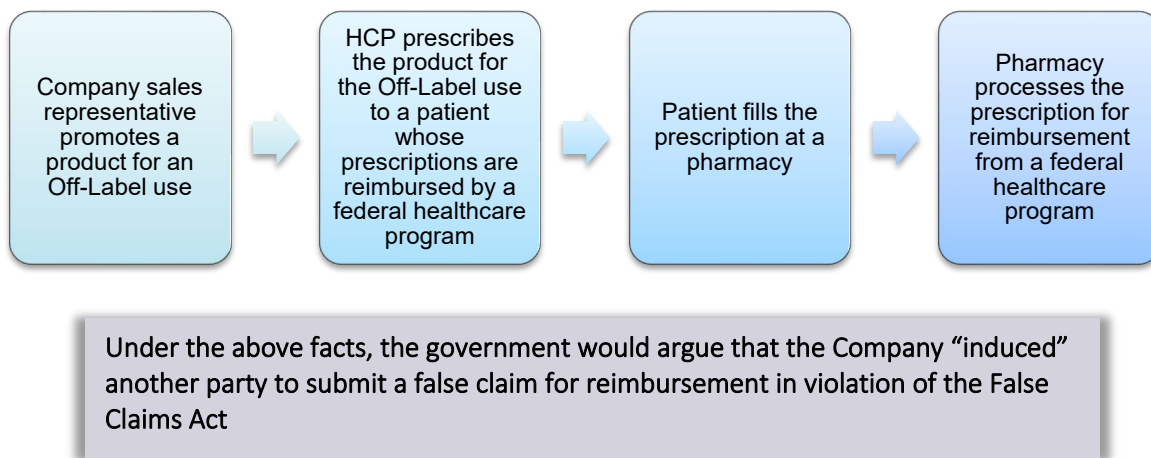 Company sales
representative
promotes a
product for an
Off-Label use
HCP prescribes
the product for
the Off-Label use
to a patient
whose
prescriptions are
reimbursed by a
federal healthcare
program
Patient fills the
prescription at a
pharmacy
Pharmacy
processes the
prescription for
reimbursement
from a federal
healthcare
program
Under the above facts, the government would argue that the Company “induced”
another party to submit a false claim for reimbursement in violation of the False
Claims Act